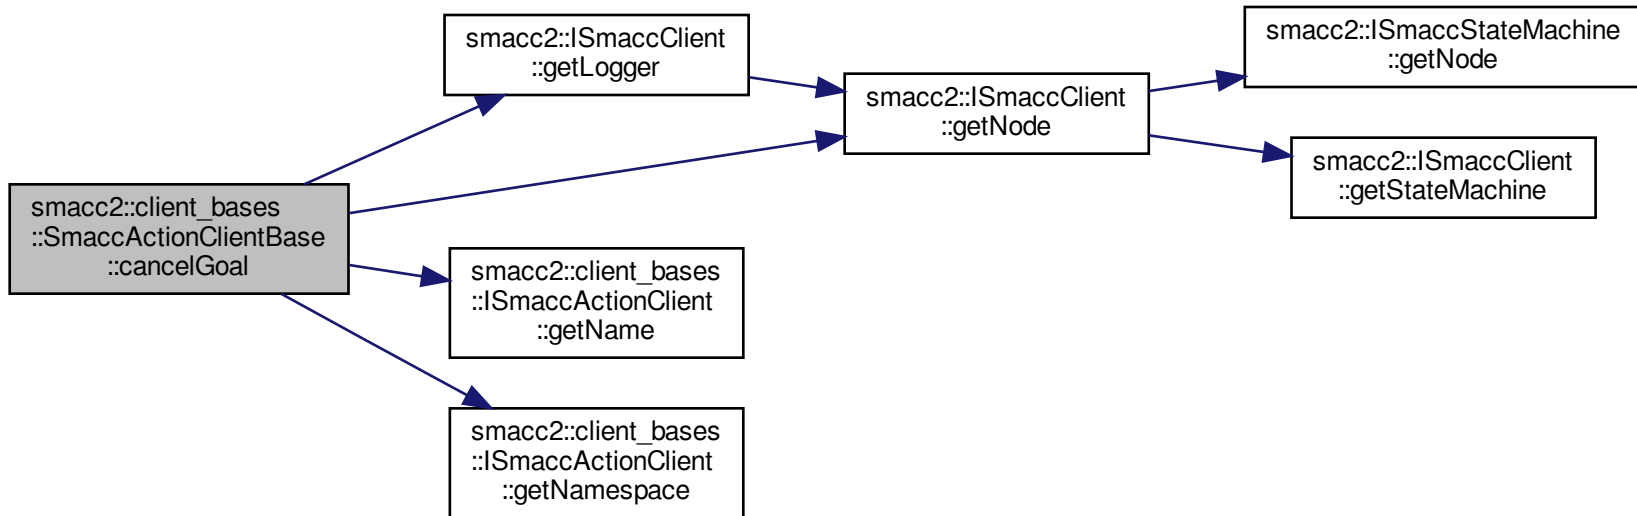 smacc2::client_bases
::SmaccActionClientBase
::cancelGoal
smacc2::ISmaccClient
::getLogger
smacc2::ISmaccClient
::getNode
smacc2::ISmaccStateMachine
::getNode
smacc2::ISmaccClient
::getStateMachine
smacc2::client_bases
::ISmaccActionClient
::getName
smacc2::client_bases
::ISmaccActionClient
::getNamespace